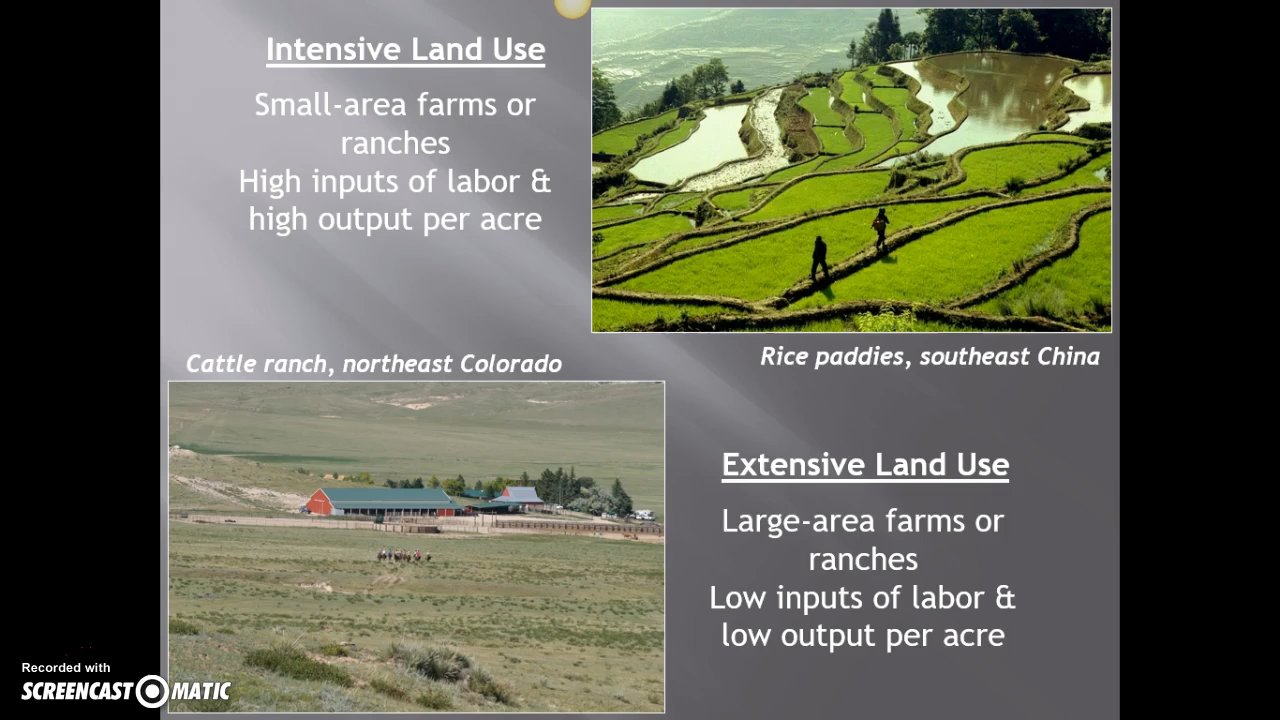 Intensive Land Use
Small-area farms or
ranches
High inputs of labor &
high output per acre
Rice paddies, southeast China
Cattle ranch, northeast Colorado
Extensive Land Use
Large-area farms or
ranches
Low inputs of labor &
low output per acre
Recorded with
SCREENCAST MATIC